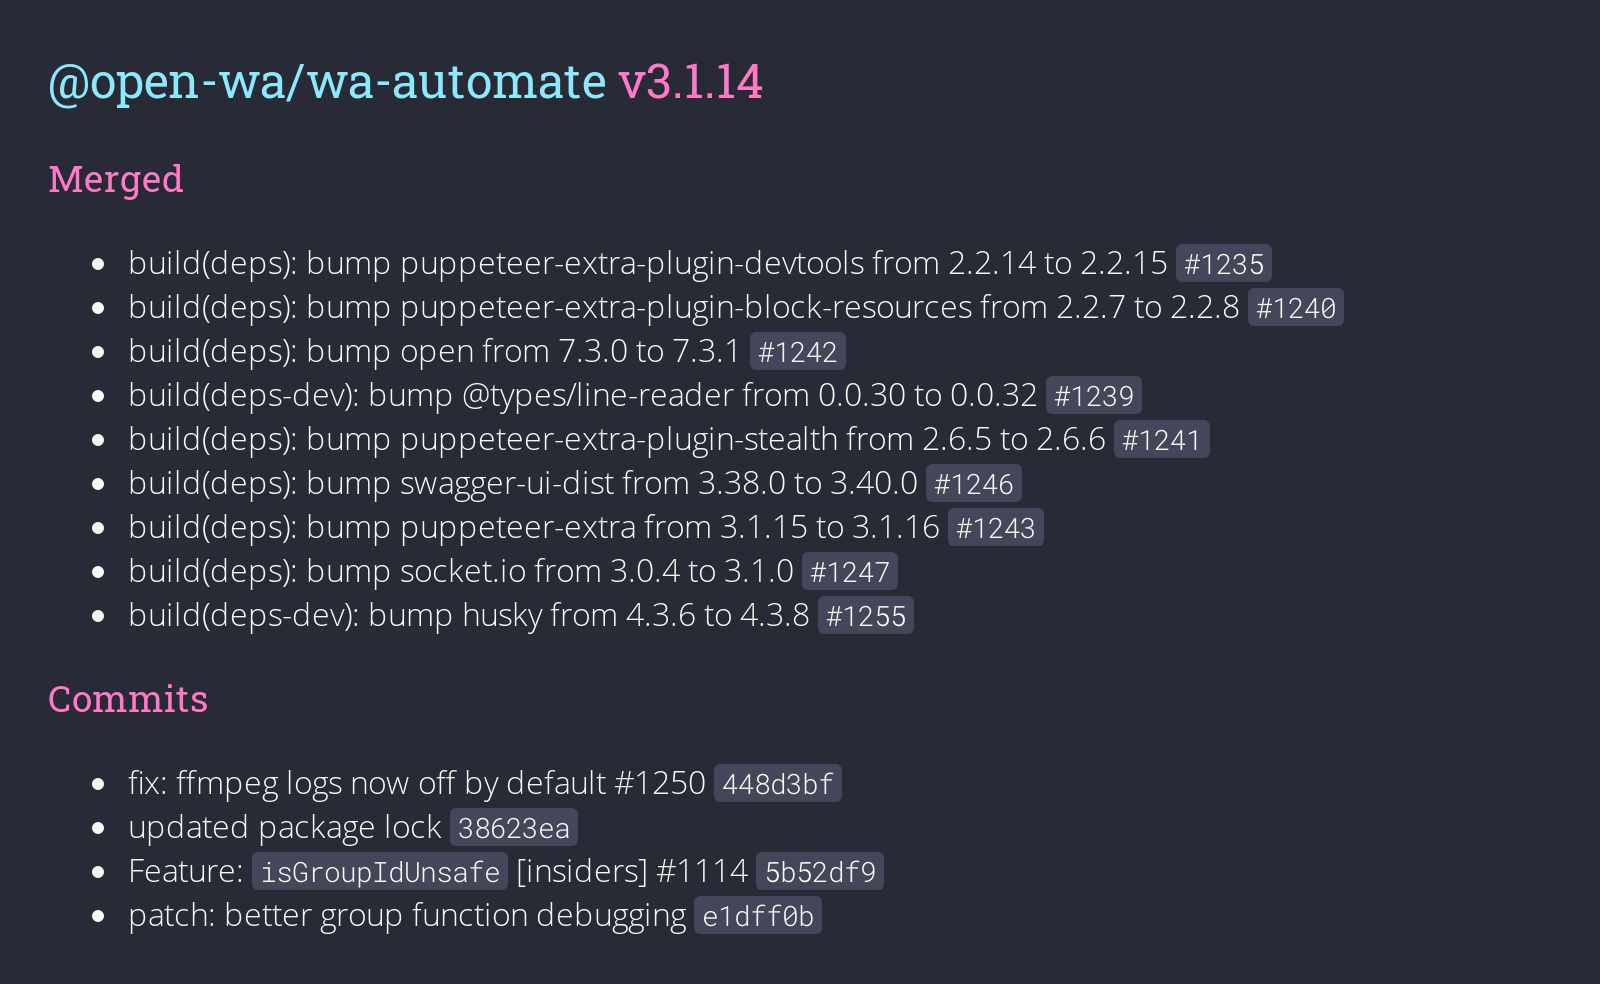 @open-wa/wa-automate v3.1.14
Merged
build(deps): bump puppeteer-extra-plugin-devtools from 2.2.14 to 2.2.15 #1235
build(deps): bump puppeteer-extra-plugin-block-resources from 2.2.7 to 2.2.8 #1240
build(deps): bump open from 7.3.0 to 7.3.1 #1242
build(deps-dev): bump @types/line-reader from 0.0.30 to 0.0.32 #1239
build(deps): bump puppeteer-extra-plugin-stealth from 2.6.5 to 2.6.6 #1241
build(deps): bump swagger-ui-dist from 3.38.0 to 3.40.0 #1246
build(deps): bump puppeteer-extra from 3.1.15 to 3.1.16 #1243
build(deps): bump socket.io from 3.0.4 to 3.1.0 #1247
build(deps-dev): bump husky from 4.3.6 to 4.3.8 #1255
Commits
fix: ffmpeg logs now off by default #1250 448d3bf
updated package lock 38623ea
Feature: isGroupIdUnsafe [insiders] #1114 5b52df9
patch: better group function debugging e1dff0b